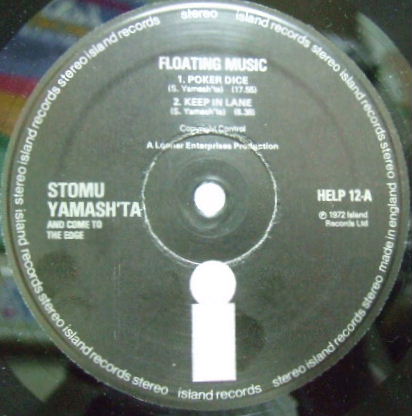 FLOATING MUSIC
1. POKER DICE
(S. Yamash'ta) (17.55)
2. KEEP IN LANE
(S. Yamash'ta) (6.38)
Copyright Control
A Lanner Enterprises Production
STOMU
YAMASH'TA
AND COME TO
THE EDGE
HELP 12-A
℗ 1972 Island
Records Ltd
island records stereo island records stereo island records stereo island records stereo island records made in england
stereo island records stereo island records stereo